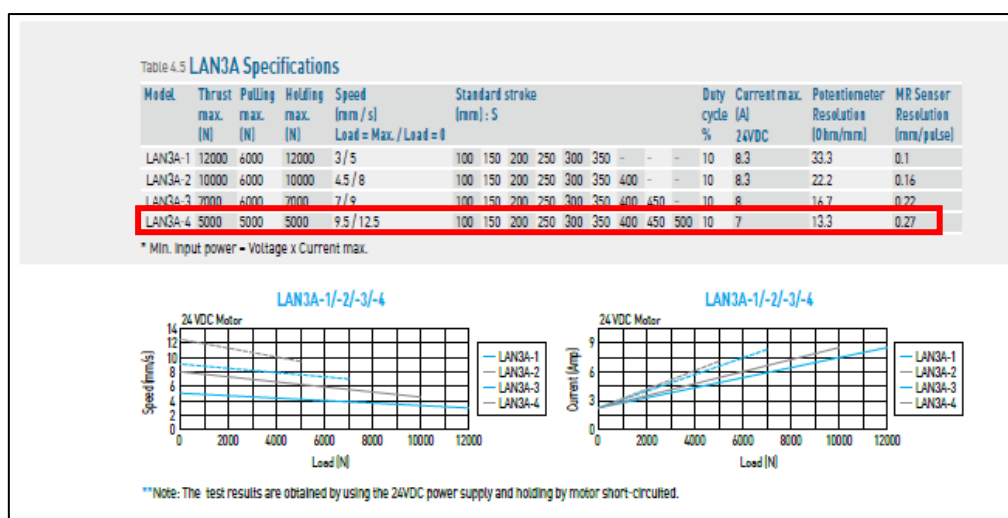 Table 4.5 LAN3A Specifications
Model Thrust Pulling Holding Speed Standard stroke Duty Current max. Potentiometer MR Sensor
max. max. max. (mm / s) (mm) : S cycle (A) Resolution Resolution
(N) (N) (N) Load = Max. / Load = 0 % 24VDC (Ohm/mm) (mm/pulse)
LAN3A-1 12000 6000 12000 3 / 5 100 150 200 250 300 350 - - - 10 8.3 33.3 0.1
LAN3A-2 10000 6000 10000 4.5 / 8 100 150 200 250 300 350 400 - - 10 8.3 22.2 0.16
LAN3A-3 7000 6000 7000 7 / 9 100 150 200 250 300 350 400 450 - 10 8 16.7 0.22
LAN3A-4 5000 5000 5000 9.5 / 12.5 100 150 200 250 300 350 400 450 500 10 7 13.3 0.27
* Min. Input power = Voltage x Current max.
LAN3A-1/-2/-3/-4
24 VDC Motor
Speed (mm/s)
14
12
10
8
6
4
2
0
0 2000 4000 6000 8000 10000 12000
Load (N)
LAN3A-1
LAN3A-2
LAN3A-3
LAN3A-4
LAN3A-1/-2/-3/-4
24 VDC Motor
Current (Amp)
9
6
3
0
0 2000 4000 6000 8000 10000 12000
Load (N)
LAN3A-1
LAN3A-2
LAN3A-3
LAN3A-4
**Note: The test results are obtained by using the 24VDC power supply and holding by motor short-circuited.